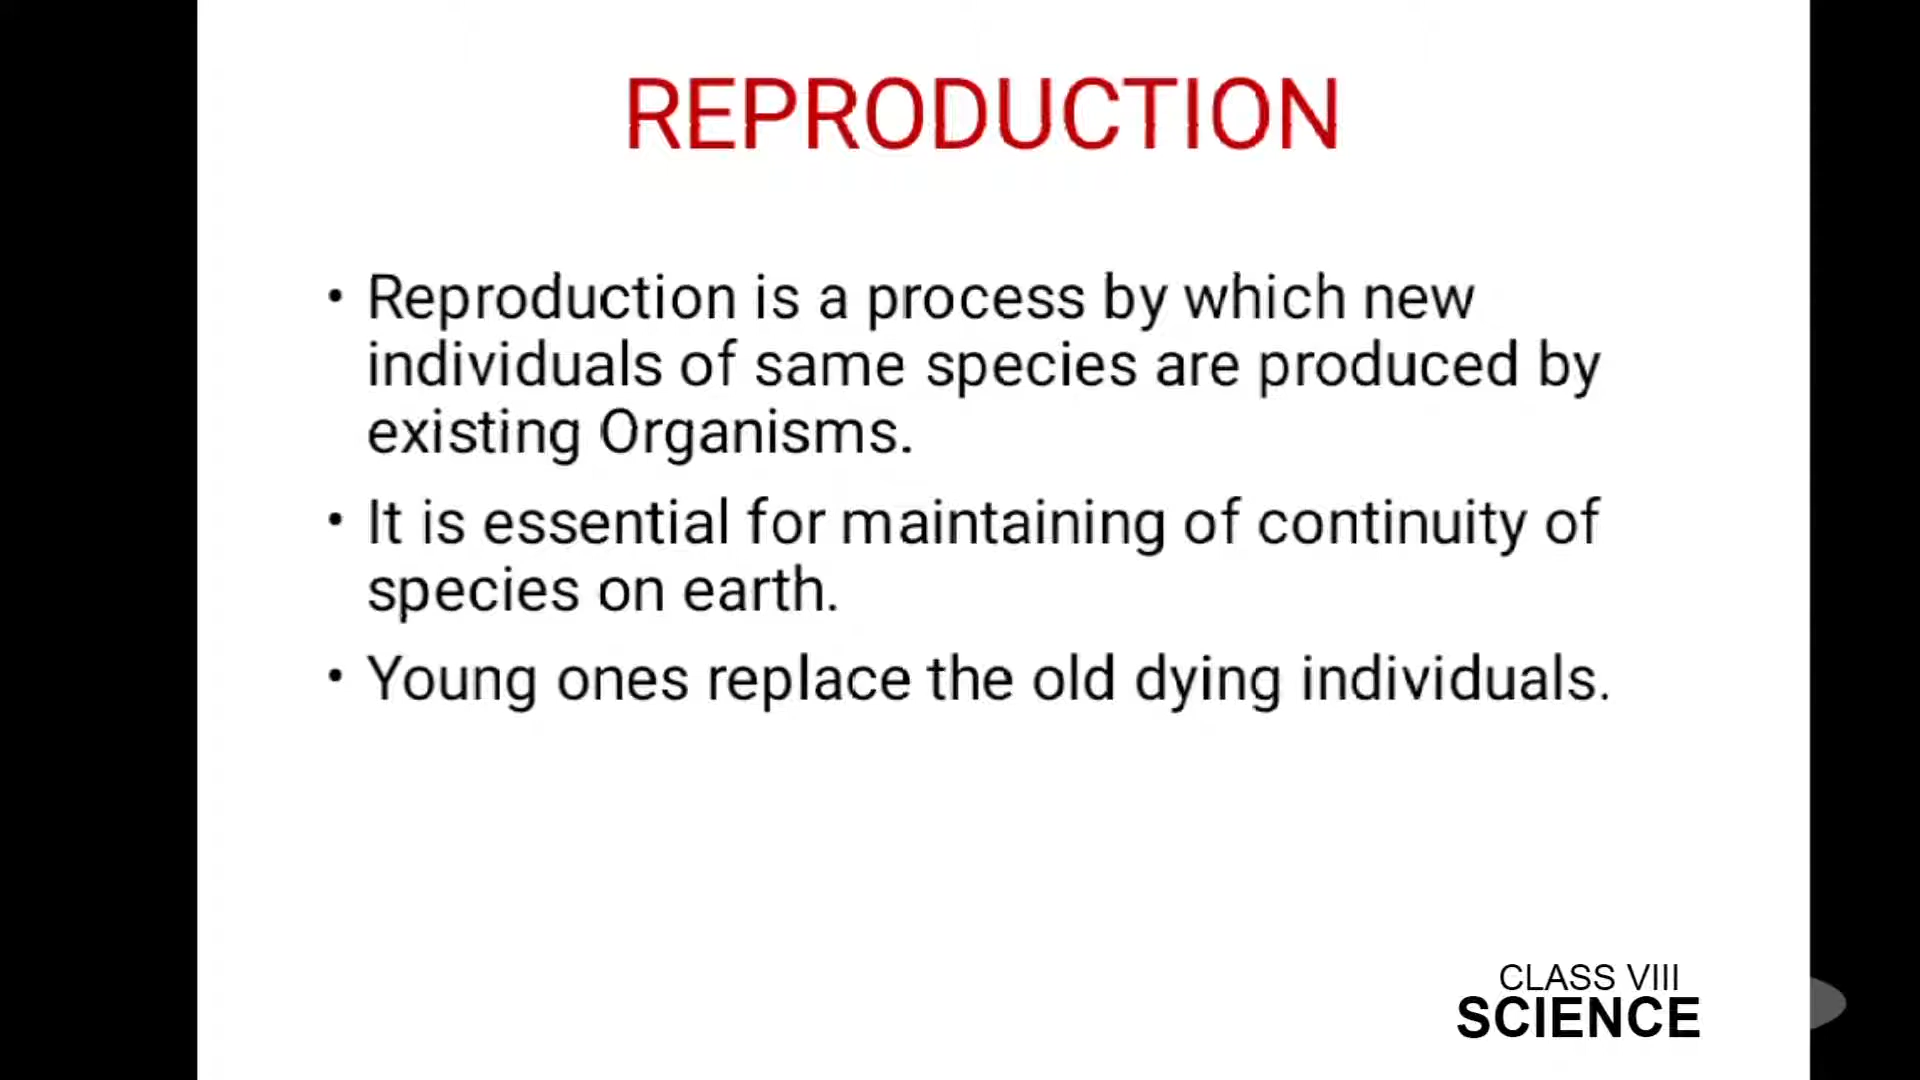 REPRODUCTION
• Reproduction is a process by which new
individuals of same species are produced by
existing Organisms.
• It is essential for maintaining of continuity of
species on earth.
• Young ones replace the old dying individuals.
CLASS VIII
SCIENCE